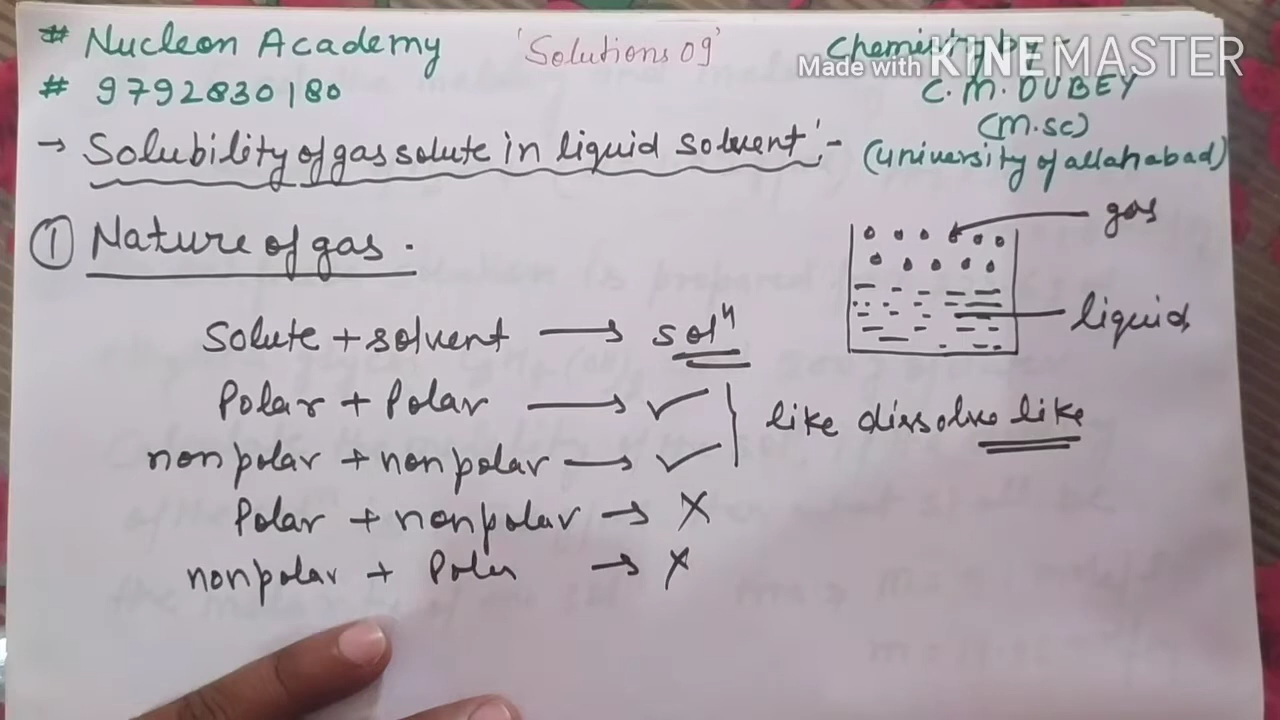 # Nucleon Academy 'Solutions 09' Chemistry by -
Made with KINEMASTER
# 9792830180 C.M. DUBEY
(M.sc)
→ Solubility of gas solute in liquid solvent :- (University of allahabad)
① Nature of gas .
gas
liquid
Solute + solvent → solⁿ
Polar + Polar → ✓
nonpolar + nonpolar → ✓
like dissolve like
Polar + nonpolar → X
nonpolar + Polar → X